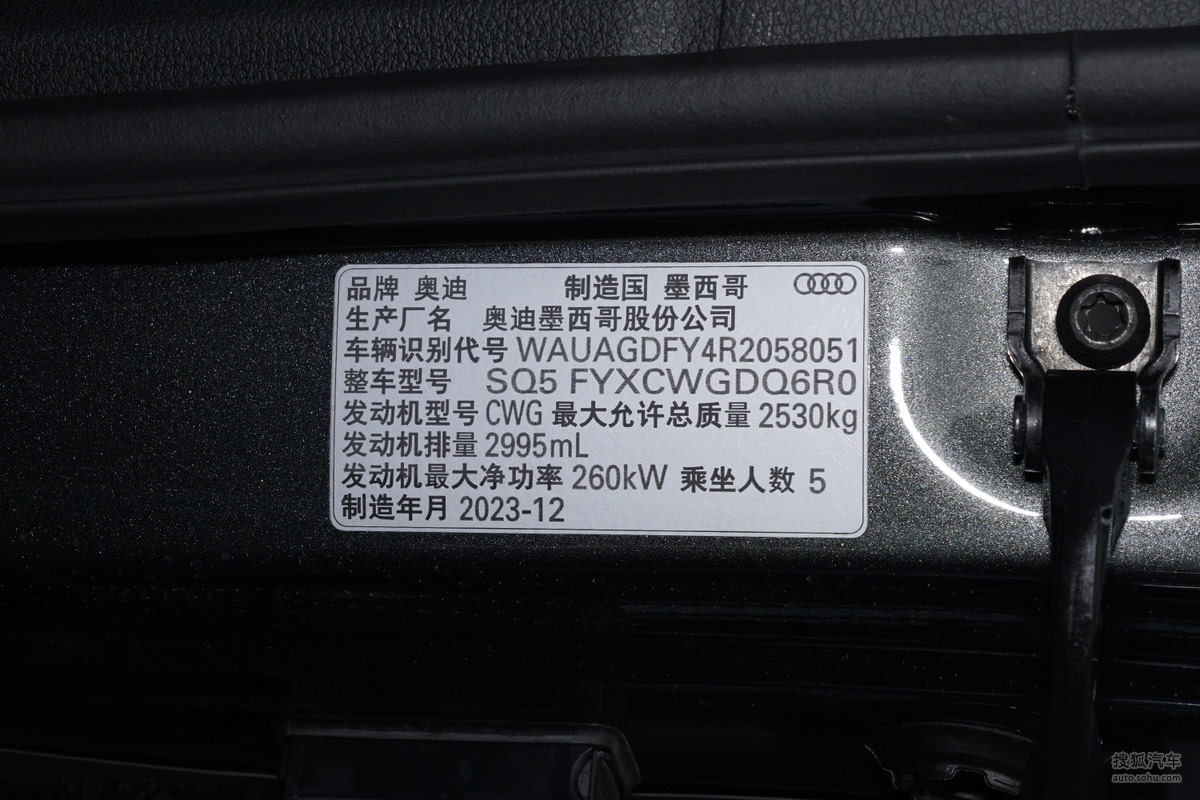 品牌 奥迪 制造国 墨西哥
生产厂名 奥迪墨西哥股份公司
车辆识别代号 WAUAGDFY4R2058051
整车型号 SQ5 FYXCWGDQ6R0
发动机型号 CWG 最大允许总质量 2530kg
发动机排量 2995mL
发动机最大净功率 260kW 乘坐人数 5
制造年月 2023-12
搜狐汽车
auto.sohu.com